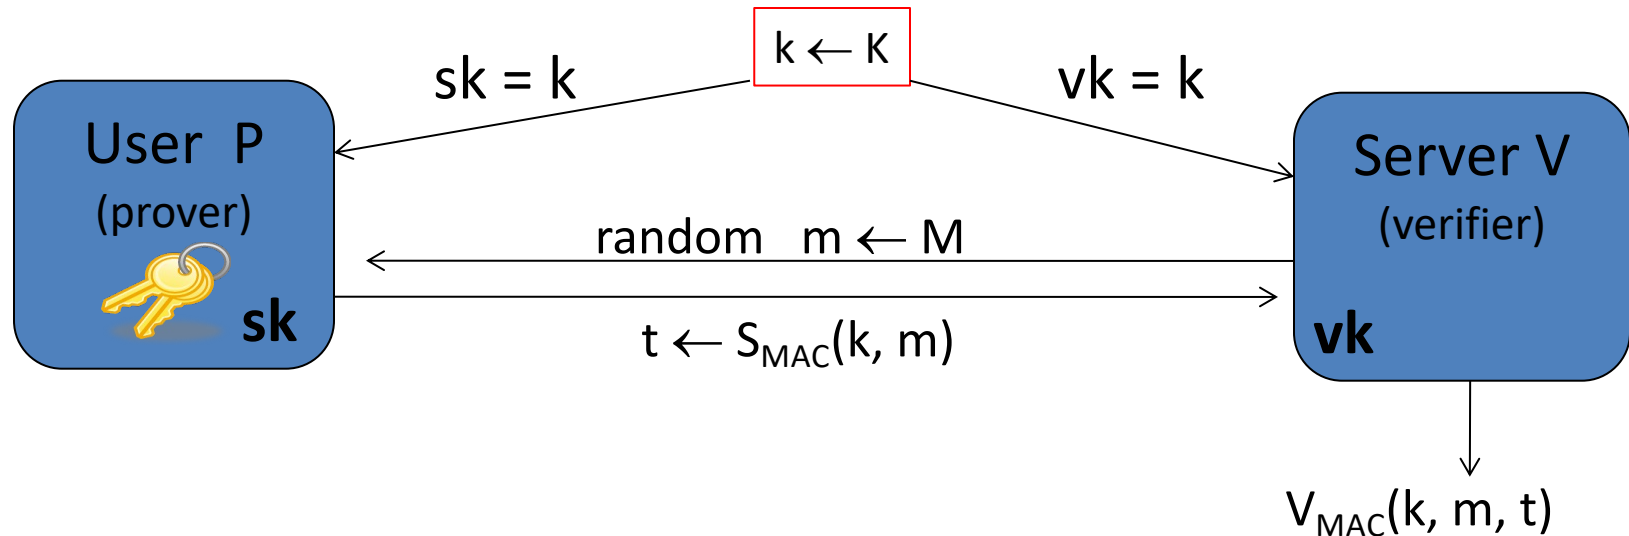 k ← K
sk = k
vk = k
User P
(prover)
sk
random m ← M
t ← S_MAC(k, m)
Server V
(verifier)
vk
V_MAC(k, m, t)